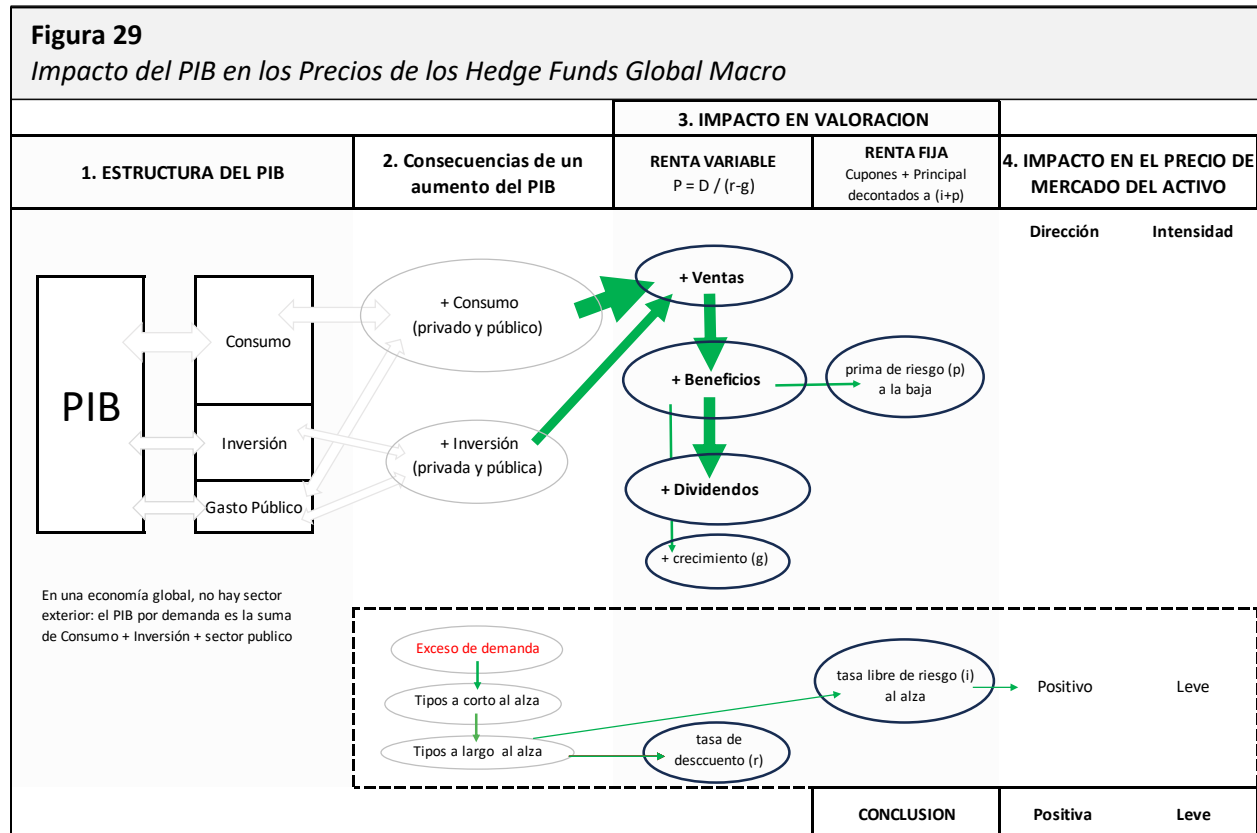 Figura 29
Impacto del PIB en los Precios de los Hedge Funds Global Macro
3. IMPACTO EN VALORACION
1. ESTRUCTURA DEL PIB
2. Consecuencias de un
aumento del PIB
RENTA VARIABLE
P = D / (r-g)
RENTA FIJA
Cupones + Principal
decontados a (i+p)
4. IMPACTO EN EL PRECIO DE
MERCADO DEL ACTIVO
Dirección
Intensidad
PIB
Consumo
Inversión
Gasto Público
+ Consumo
(privado y público)
+ Inversión
(privada y pública)
+ Ventas
+ Beneficios
+ Dividendos
+ crecimiento (g)
prima de riesgo (p)
a la baja
En una economía global, no hay sector
exterior: el PIB por demanda es la suma
de Consumo + Inversión + sector publico
Exceso de demanda
Tipos a corto al alza
Tipos a largo al alza
tasa de
desccuento (r)
tasa libre de riesgo (i)
al alza
Positivo
Leve
CONCLUSION
Positiva
Leve